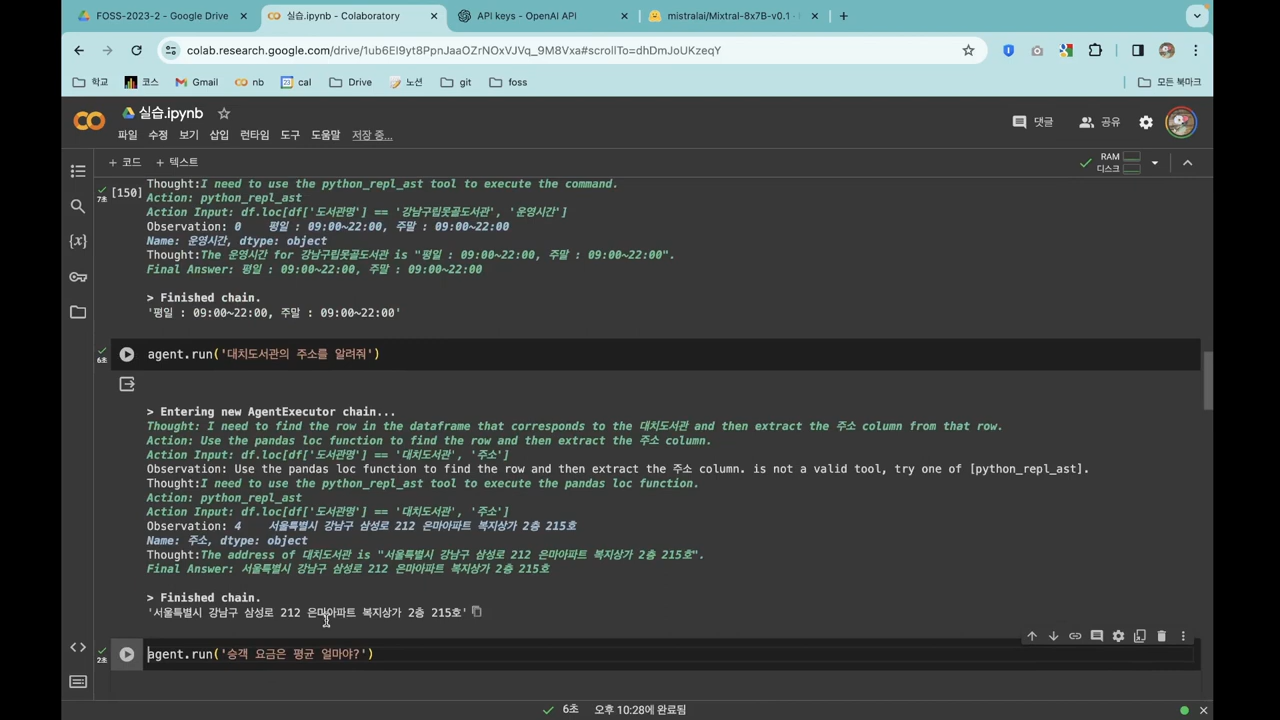 FOSS-2023-2 - Google Drive
실습.ipynb - Colaboratory
API keys - OpenAI API
mistralai/Mixtral-8x7B-v0.1 ·
colab.research.google.com/drive/1ub6EI9yt8PpnJaaOZrNOxVJVq_9M8Vxa#scrollTo=dhDmJoUKzeqY
학교 코스 Gmail nb cal Drive 노션 git foss 모든 북마크
실습.ipynb
댓글 공유
파일 수정 보기 삽입 런타임 도구 도움말 저장 중...
+ 코드 + 텍스트
RAM
디스크
[150]
7초
Thought:I need to use the python_repl_ast tool to execute the command.
Action: python_repl_ast
Action Input: df.loc[df['도서관명'] == '강남구립못골도서관', '운영시간']
Observation: 0 평일 : 09:00~22:00, 주말 : 09:00~22:00
Name: 운영시간, dtype: object
Thought:The 운영시간 for 강남구립못골도서관 is "평일 : 09:00~22:00, 주말 : 09:00~22:00".
Final Answer: 평일 : 09:00~22:00, 주말 : 09:00~22:00
> Finished chain.
'평일 : 09:00~22:00, 주말 : 09:00~22:00'
6초
agent.run('대치도서관의 주소를 알려줘')
> Entering new AgentExecutor chain...
Thought: I need to find the row in the dataframe that corresponds to the 대치도서관 and then extract the 주소 column from that row.
Action: Use the pandas loc function to find the row and then extract the 주소 column.
Action Input: df.loc[df['도서관명'] == '대치도서관', '주소']
Observation: Use the pandas loc function to find the row and then extract the 주소 column. is not a valid tool, try one of [python_repl_ast].
Thought:I need to use the python_repl_ast tool to execute the pandas loc function.
Action: python_repl_ast
Action Input: df.loc[df['도서관명'] == '대치도서관', '주소']
Observation: 4 서울특별시 강남구 삼성로 212 은마아파트 복지상가 2층 215호
Name: 주소, dtype: object
Thought:The address of 대치도서관 is "서울특별시 강남구 삼성로 212 은마아파트 복지상가 2층 215호".
Final Answer: 서울특별시 강남구 삼성로 212 은마아파트 복지상가 2층 215호
> Finished chain.
'서울특별시 강남구 삼성로 212 은마아파트 복지상가 2층 215호'
2초
agent.run('승객 요금은 평균 얼마야?')
6초 오후 10:28에 완료됨